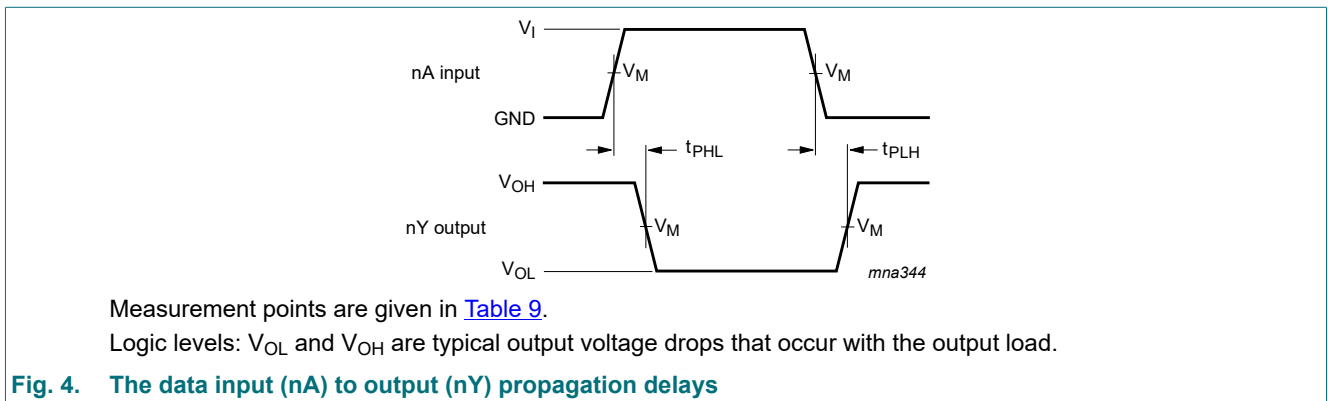 V_I
nA input
V_M
V_M
GND
t_PHL
t_PLH
V_OH
nY output
V_M
V_M
V_OL
mna344
Measurement points are given in Table 9.
Logic levels: V_OL and V_OH are typical output voltage drops that occur with the output load.
Fig. 4. The data input (nA) to output (nY) propagation delays